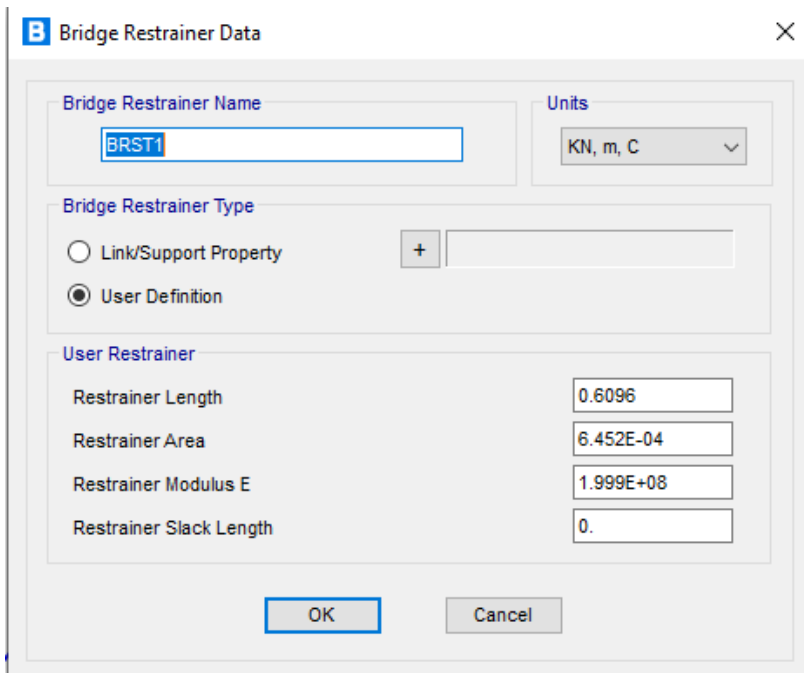 B Bridge Restrainer Data
Bridge Restrainer Name
Units
BRST1
KN, m, C
Bridge Restrainer Type
Link/Support Property
+
User Definition
User Restrainer
Restrainer Length 0.6096
Restrainer Area 6.452E-04
Restrainer Modulus E 1.999E+08
Restrainer Slack Length 0.
OK Cancel